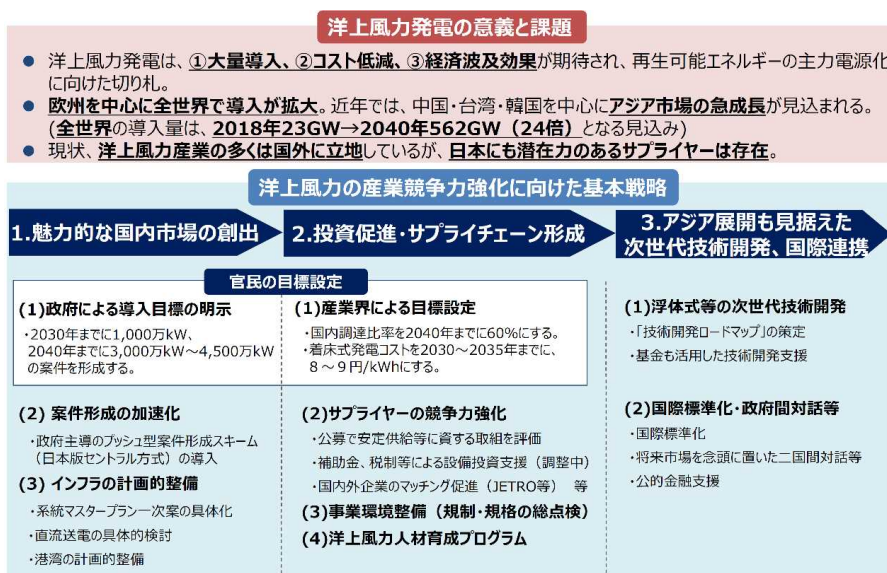 洋上風力発電の意義と課題
● 洋上風力発電は、①大量導入、②コスト低減、③経済波及効果が期待され、再生可能エネルギーの主力電源化
に向けた切り札。
● 欧州を中心に全世界で導入が拡大。近年では、中国・台湾・韓国を中心にアジア市場の急成長が見込まれる。
(全世界の導入量は、2018年23GW→2040年562GW(24倍)となる見込み)
● 現状、洋上風力産業の多くは国外に立地しているが、日本にも潜在力のあるサプライヤーは存在。
洋上風力の産業競争力強化に向けた基本戦略
1.魅力的な国内市場の創出
官民の目標設定
(1)政府による導入目標の明示
・2030年までに1,000万kW、
2040年までに3,000万kW~4,500万kW
の案件を形成する。
(2) 案件形成の加速化
・政府主導のプッシュ型案件形成スキーム
(日本版セントラル方式)の導入
(3) インフラの計画的整備
・系統マスタープラン一次案の具体化
・直流送電の具体的検討
・港湾の計画的整備
2.投資促進・サプライチェーン形成
(1)産業界による目標設定
・国内調達比率を2040年までに60%にする。
・着床式発電コストを2030~2035年までに、
8~9円/kWhにする。
(2)サプライヤーの競争力強化
・公募で安定供給等に資する取組を評価
・補助金、税制等による設備投資支援(調整中)
・国内外企業のマッチング促進(JETRO等) 等
(3)事業環境整備(規制・規格の総点検)
(4)洋上風力人材育成プログラム
3.アジア展開も見据えた
次世代技術開発、国際連携
(1)浮体式等の次世代技術開発
・「技術開発ロードマップ」の策定
・基金も活用した技術開発支援
(2)国際標準化・政府間対話等
・国際標準化
・将来市場を念頭に置いた二国間対話等
・公的金融支援